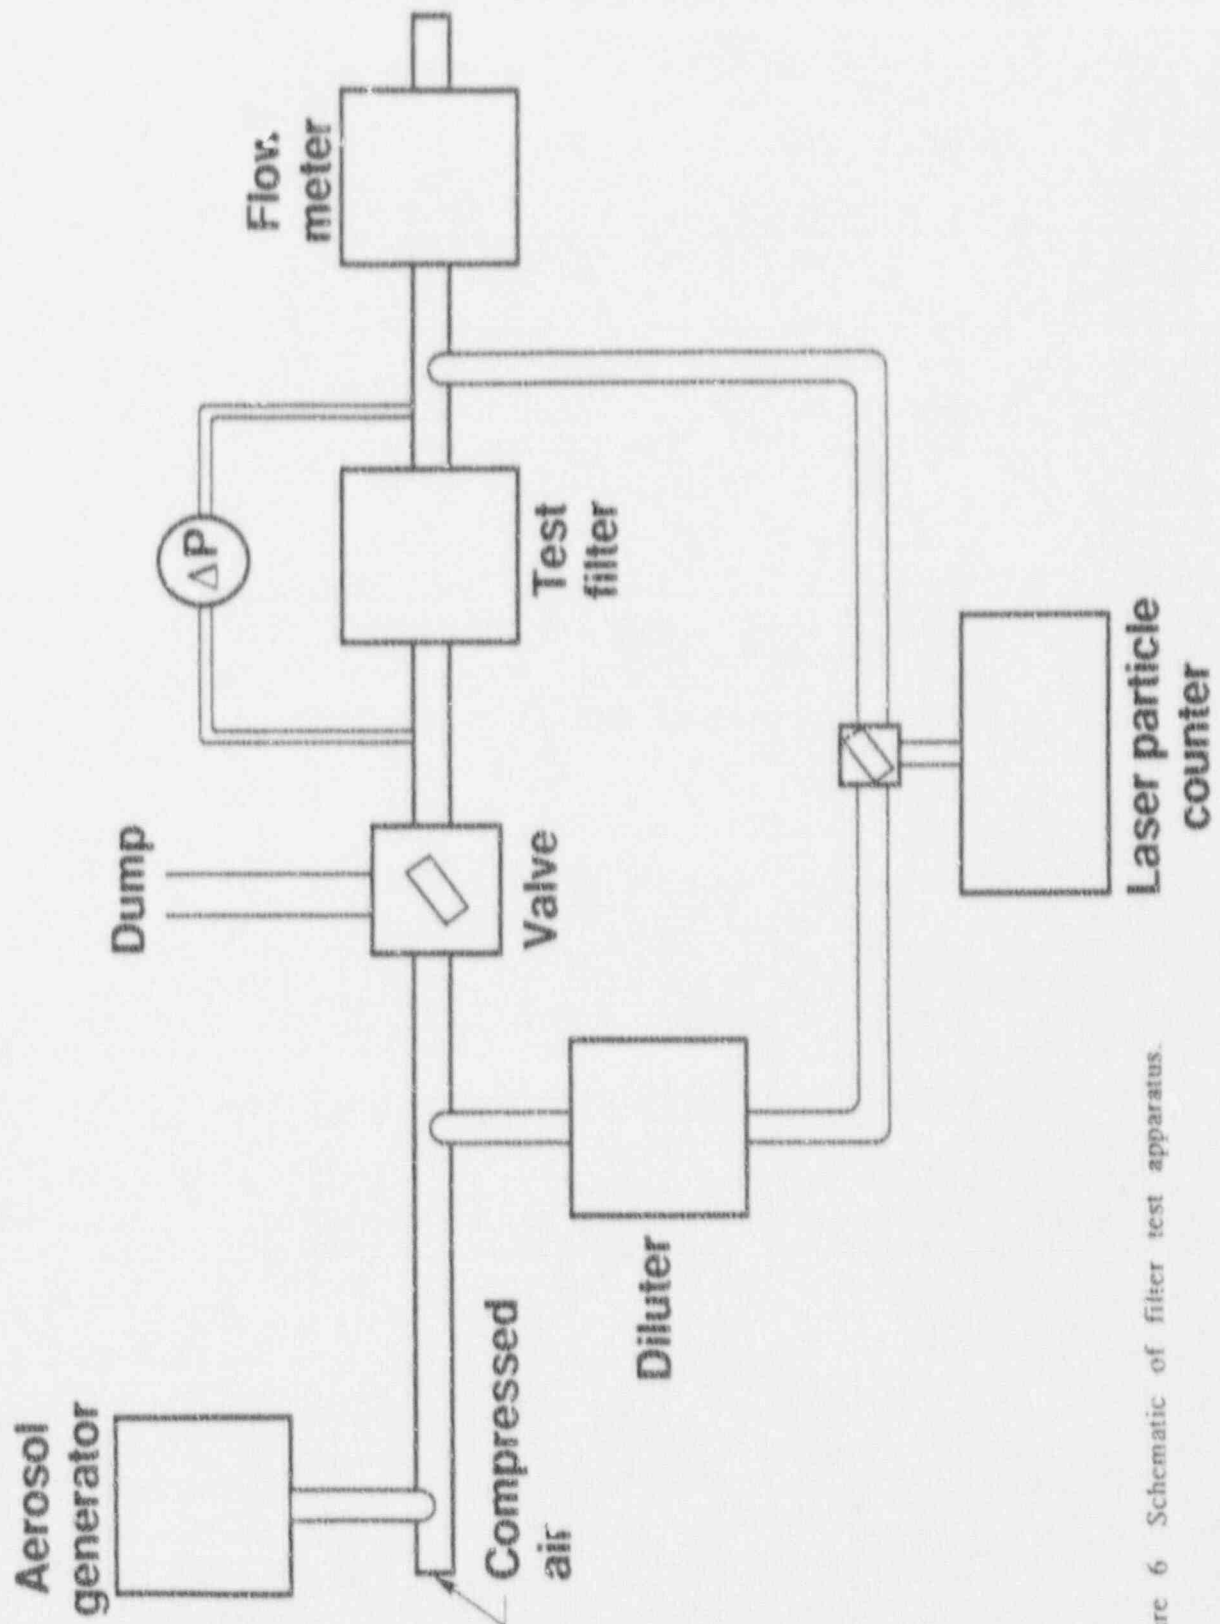 Aerosol
generator
Compressed
air
Diluter
Dump
Valve
ΔP
Test
filter
Flow
meter
Laser particle
counter
re 6 Schematic of filter test apparatus.